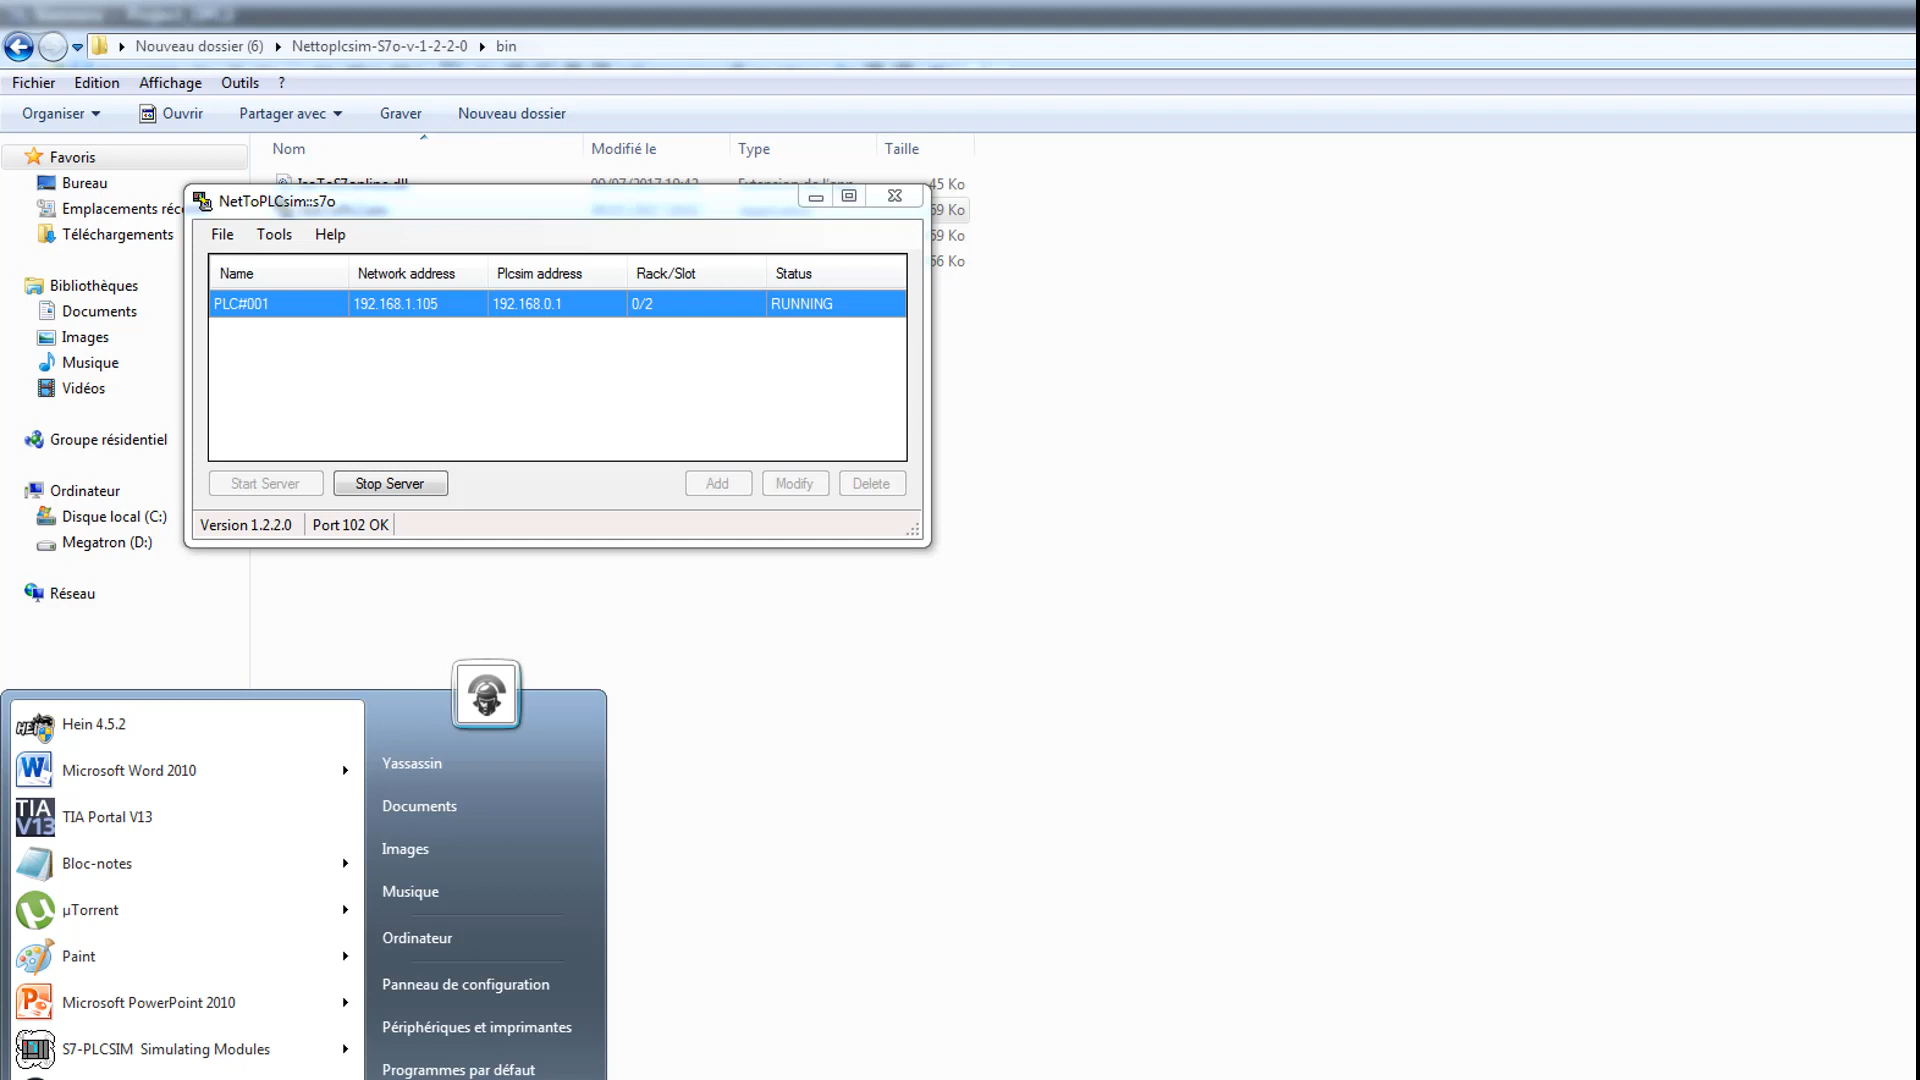 Nouveau dossier (6) Nettoplcsim-S7o-v-1-2-2-0 bin
Fichier Edition Affichage Outils ?
Organiser Ouvrir Partager avec Graver Nouveau dossier
Nom Modifié le Type Taille
Favoris
Bureau
Emplacements réc
Téléchargements
Bibliothèques
Documents
Images
Musique
Vidéos
Groupe résidentiel
Ordinateur
Disque local (C:)
Megatron (D:)
Réseau
45 Ko
69 Ko
66 Ko
NetToPLCsim::s7o
File Tools Help
Name Network address Plcsim address Rack/Slot Status
PLC#001 192.168.1.105 192.168.0.1 0/2 RUNNING
Start Server Stop Server Add Modify Delete
Version 1.2.2.0 Port 102 OK
Hein 4.5.2
Microsoft Word 2010
TIA V13 TIA Portal V13
Bloc-notes
µTorrent
Paint
Microsoft PowerPoint 2010
S7-PLCSIM Simulating Modules
Yassassin
Documents
Images
Musique
Ordinateur
Panneau de configuration
Périphériques et imprimantes
Programmes par défaut